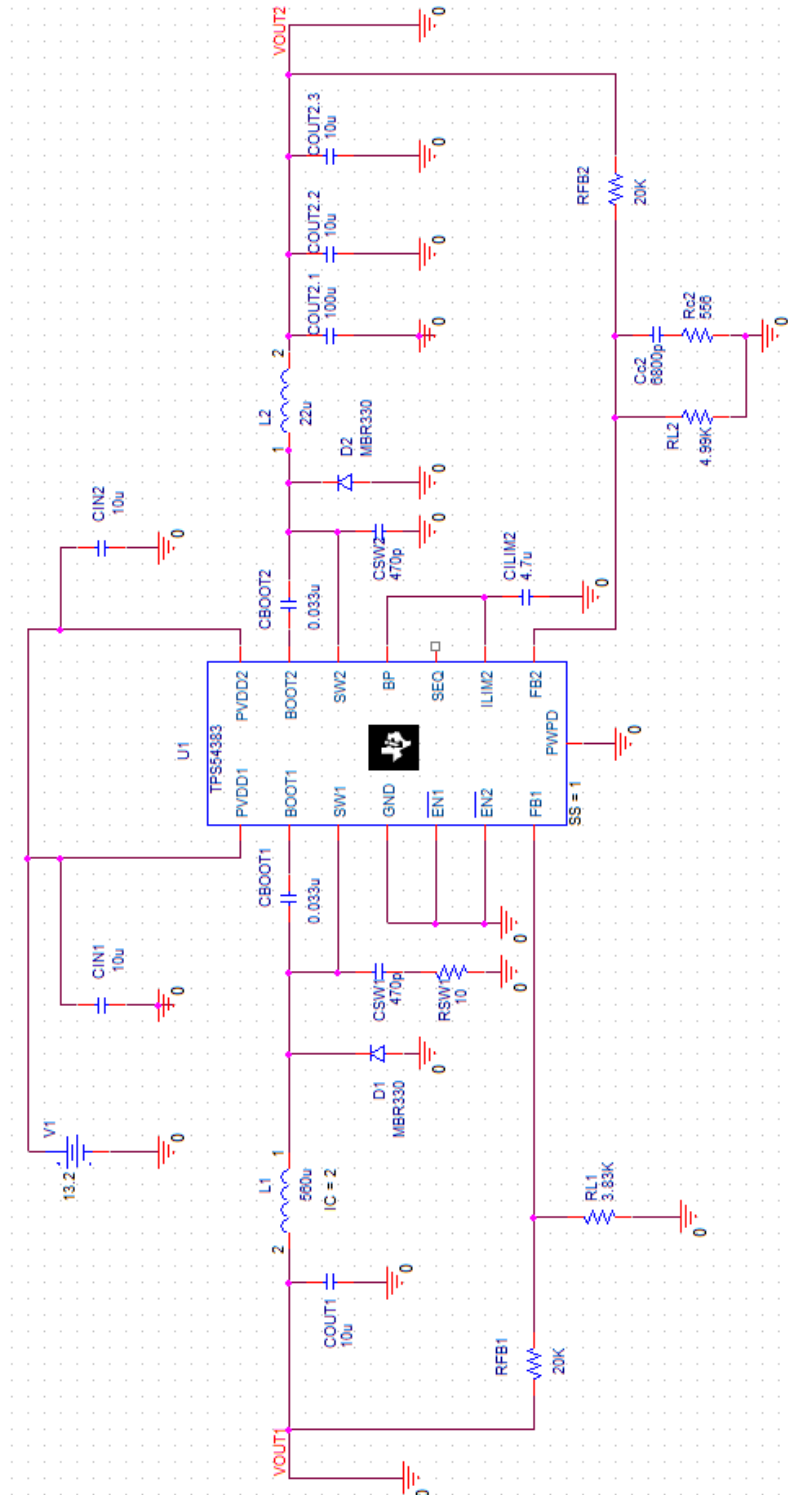 VOUT2
0
COUT2.3
10u
0
COUT2.2
10u
0
COUT2.1
100u
0
RFB2
20K
2
L2
22u
1
D2
MBR330
0
Cc2
6800p
Rc2
0
RL2
4.99K
CIN2
10u
0
CSW2
470p
0
CBOOT2
0.033u
CILIM2
4.7u
0
U1
TPS54383
PVDD2
BOOT2
SW2
BP
SEQ
ILIM2
FB2
PVDD1
BOOT1
SW1
GND
EN1
EN2
FB1
PWPD
0
SS = 1
CBOOT1
0.033u
0
CIN1
10u
0
CSW1
470p
RSW1
10
0
D1
MBR330
0
V1
13.2
0
1
L1
560u
IC = 2
2
RL1
3.83K
0
COUT1
10u
0
RFB1
20K
VOUT1
0